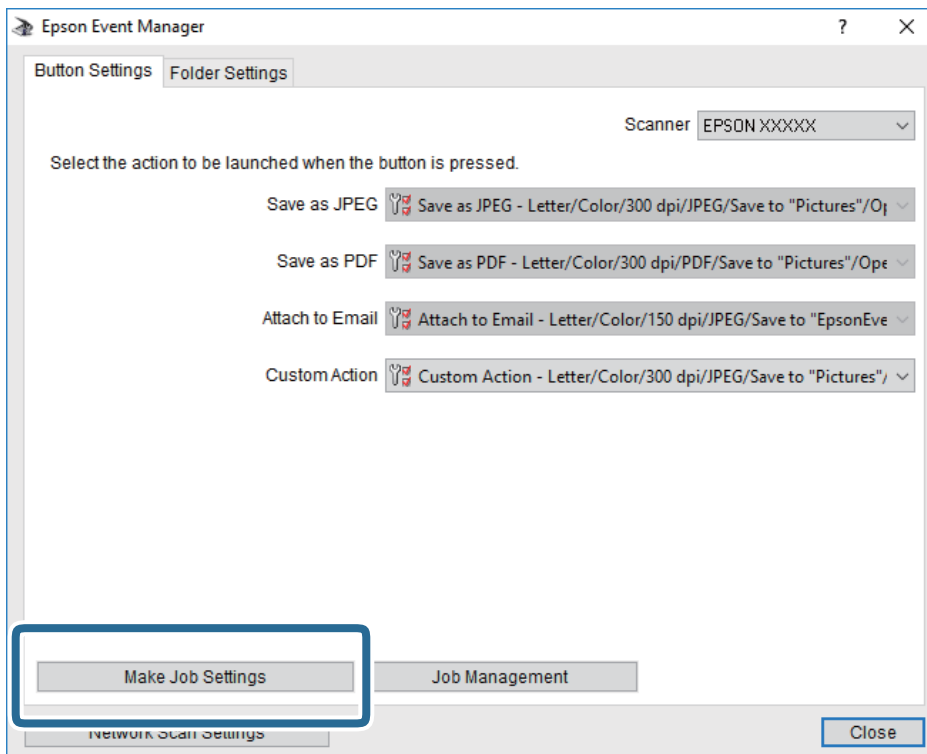 Epson Event Manager
Button Settings Folder Settings
Scanner EPSON XXXXX
Select the action to be launched when the button is pressed.
Save as JPEG Save as JPEG - Letter/Color/300 dpi/JPEG/Save to "Pictures"/Op
Save as PDF Save as PDF - Letter/Color/300 dpi/PDF/Save to "Pictures"/Ope
Attach to Email Attach to Email - Letter/Color/150 dpi/JPEG/Save to "EpsonEve
Custom Action Custom Action - Letter/Color/300 dpi/JPEG/Save to "Pictures"/
Make Job Settings Job Management
Network Scan Settings Close